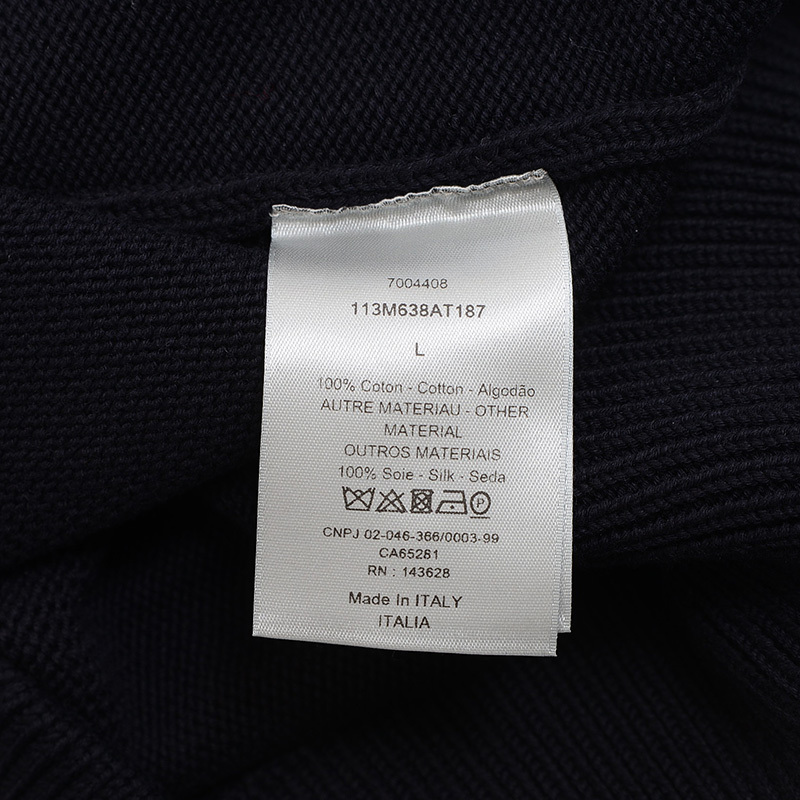 7004408
113M638AT187
L
100% Coton - Cotton - Algodão
AUTRE MATERIAU - OTHER
MATERIAL
OUTROS MATERIAIS
100% Soie - Silk - Seda
P
CNPJ 02-046-366/0003-99
CA65281
RN : 143628
Made In ITALY
ITALIA